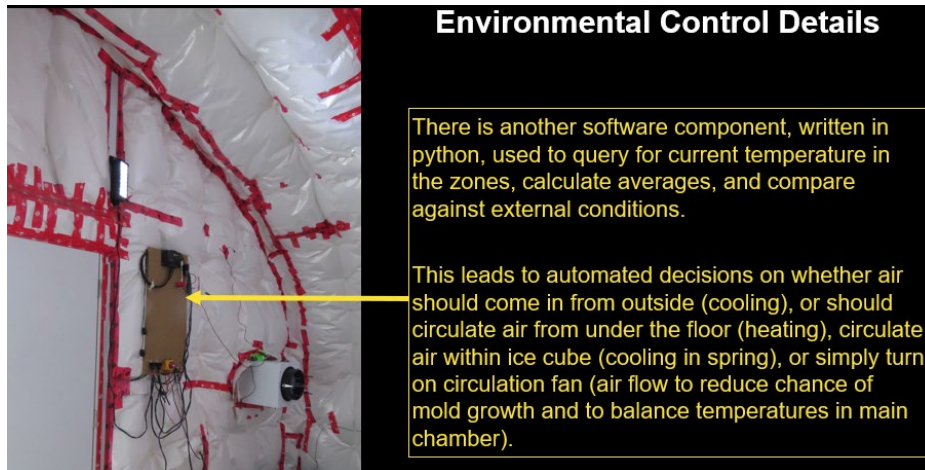 Environmental Control Details
There is another software component, written in
python, used to query for current temperature in
the zones, calculate averages, and compare
against external conditions.
This leads to automated decisions on whether air
should come in from outside (cooling), or should
circulate air from under the floor (heating), circulate
air within ice cube (cooling in spring), or simply turn
on circulation fan (air flow to reduce chance of
mold growth and to balance temperatures in main
chamber).